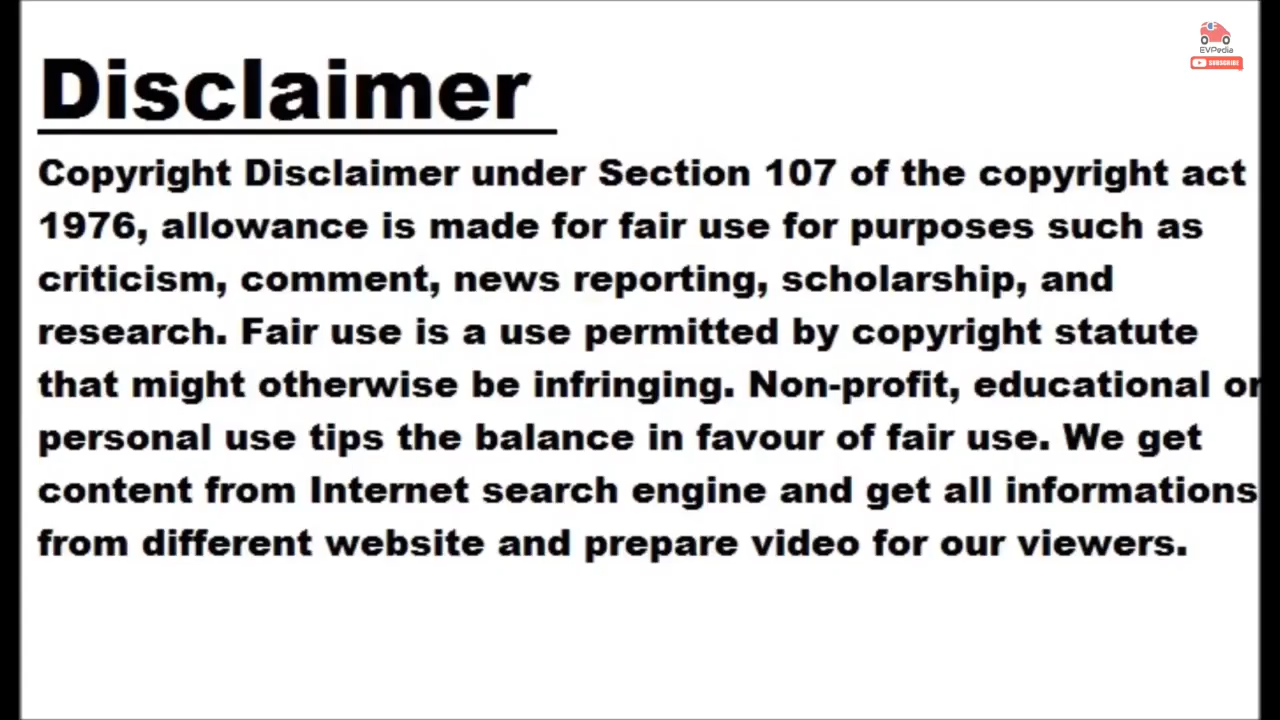 EVPedia
SUBSCRIBE
Disclaimer
Copyright Disclaimer under Section 107 of the copyright act
1976, allowance is made for fair use for purposes such as
criticism, comment, news reporting, scholarship, and
research. Fair use is a use permitted by copyright statute
that might otherwise be infringing. Non-profit, educational or
personal use tips the balance in favour of fair use. We get
content from Internet search engine and get all informations
from different website and prepare video for our viewers.